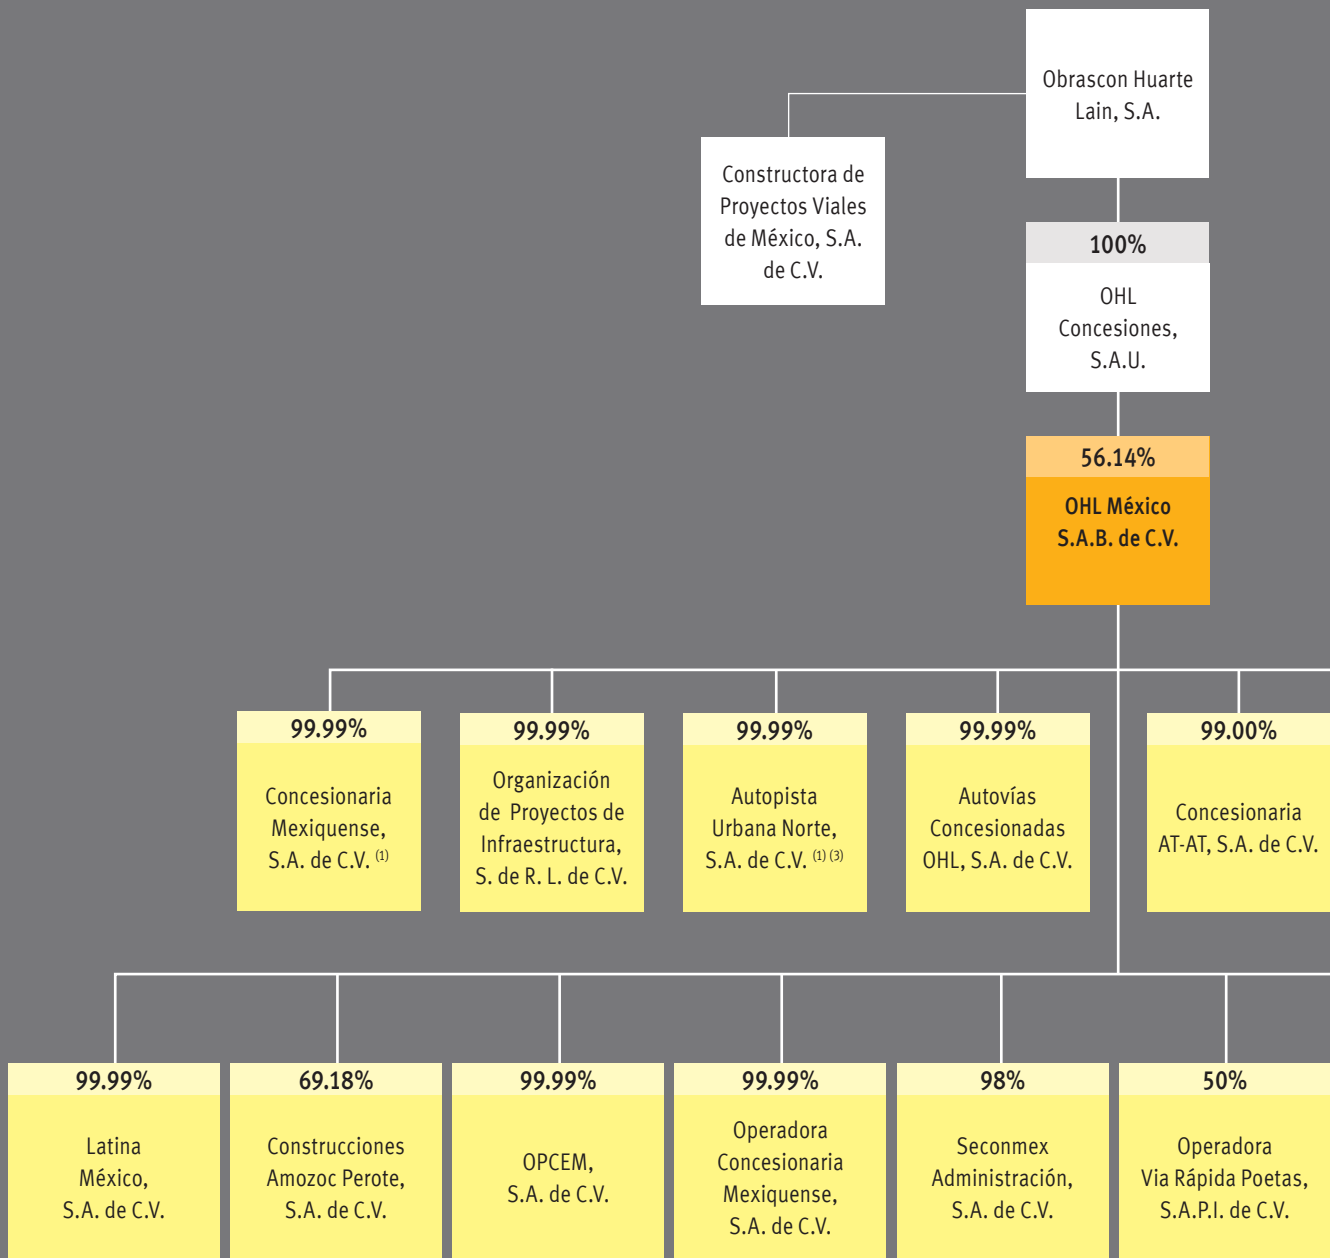 Obrascon Huarte
Lain, S.A.
Constructora de
Proyectos Viales
de México, S.A.
de C.V.
100%
OHL
Concesiones,
S.A.U.
56.14%
OHL México
S.A.B. de C.V.
99.99%
Concesionaria
Mexiquense,
S.A. de C.V. (1)
99.99%
Organización
de Proyectos de
Infraestructura,
S. de R. L. de C.V.
99.99%
Autopista
Urbana Norte,
S.A. de C.V. (1) (3)
99.99%
Autovías
Concesionadas
OHL, S.A. de C.V.
99.00%
Concesionaria
AT-AT, S.A. de C.V.
99.99%
Latina
México,
S.A. de C.V.
69.18%
Construcciones
Amozoc Perote,
S.A. de C.V.
99.99%
OPCEM,
S.A. de C.V.
99.99%
Operadora
Concesionaria
Mexiquense,
S.A. de C.V.
98%
Seconmex
Administración,
S.A. de C.V.
50%
Operadora
Via Rápida Poetas,
S.A.P.I. de C.V.